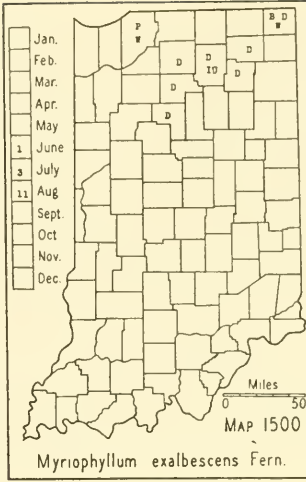 Jan.
Feb.
Mar.
Apr.
May
1 June
3 July
11 Aug
Sept.
Oct
Nov.
Dec.
P
W
B D
W
D
D
D
IU
D
D
D
Miles
0 50
MAP 1500
Myriophyllum exalbescens Fern.